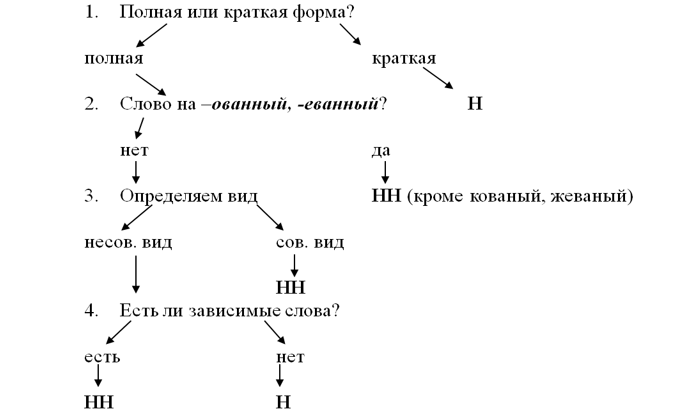 1. Полная или краткая форма?
полная краткая
2. Слово на –ованный, -еванный? Н
нет да
3. Определяем вид НН (кроме кованый, жеваный)
несов. вид сов. вид
НН
4. Есть ли зависимые слова?
есть нет
НН Н